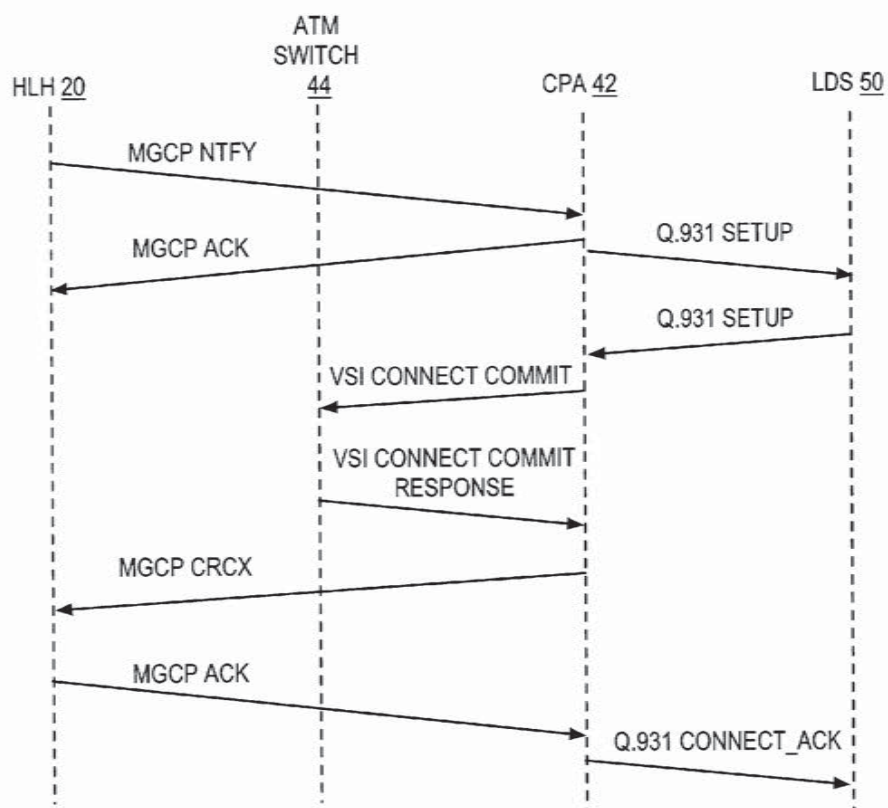 ATM
SWITCH
HLH 20
44
CPA 42
LDS 50
MGCP NTFY
MGCP ACK
Q.931 SETUP
Q.931 SETUP
VSI CONNECT COMMIT
VSI CONNECT COMMIT
RESPONSE
MGCP CRCX
MGCP ACK
Q.931 CONNECT_ACK